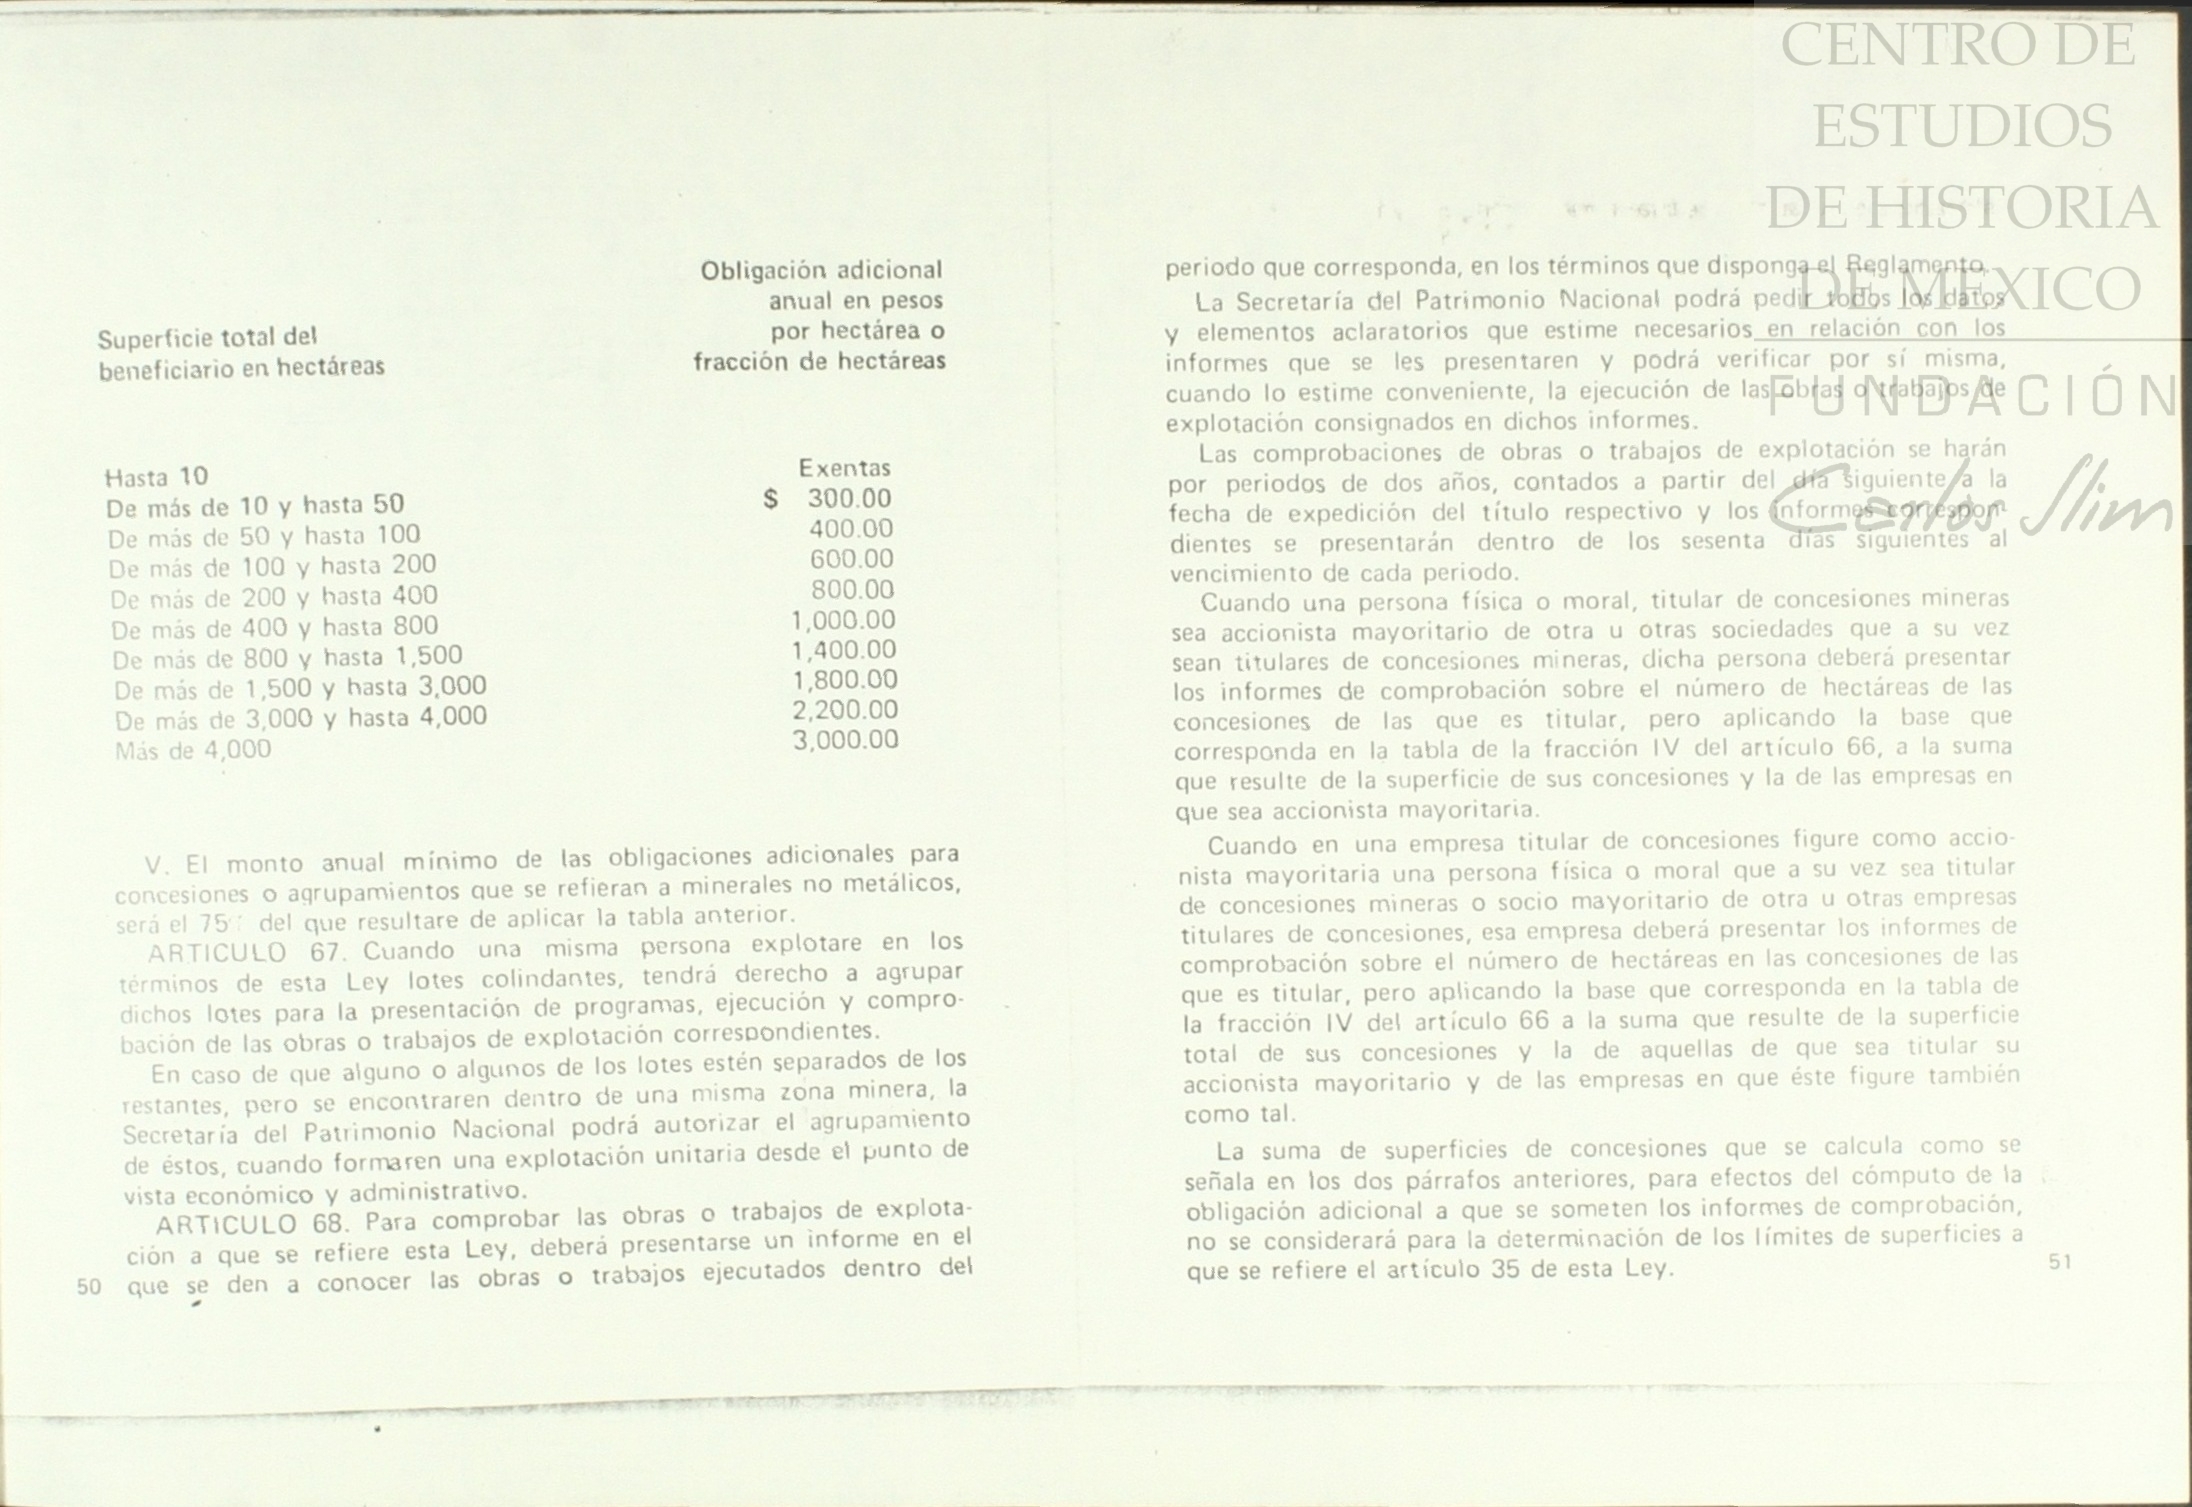 Superficie total del
beneficiario en hectáreas
Obligación adicional
anual en pesos
por hectárea o
fracción de hectáreas
Hasta 10 Exentas
De más de 10 y hasta 50 $ 300.00
De más de 50 y hasta 100 400.00
De más de 100 y hasta 200 600.00
De más de 200 y hasta 400 800.00
De más de 400 y hasta 800 1,000.00
De más de 800 y hasta 1,500 1,400.00
De más de 1,500 y hasta 3,000 1,800.00
De más de 3,000 y hasta 4,000 2,200.00
Más de 4,000 3,000.00
V. El monto anual mínimo de las obligaciones adicionales para
concesiones o agrupamientos que se refieran a minerales no metálicos,
será el 75 del que resultare de aplicar la tabla anterior.
ARTICULO 67. Cuando una misma persona explotare en los
términos de esta Ley lotes colindantes, tendrá derecho a agrupar
dichos lotes para la presentación de programas, ejecución y compro-
bación de las obras o trabajos de explotación correspondientes.
En caso de que alguno o algunos de los lotes estén separados de los
restantes, pero se encontraren dentro de una misma zona minera, la
Secretaría del Patrimonio Nacional podrá autorizar el agrupamiento
de éstos, cuando formaren una explotación unitaria desde el punto de
vista económico y administrativo.
ARTICULO 68. Para comprobar las obras o trabajos de explota-
ción a que se refiere esta Ley, deberá presentarse un informe en el
50 que se den a conocer las obras o trabajos ejecutados dentro del
periodo que corresponda, en los términos que disponga el Reglamento.
La Secretaría del Patrimonio Nacional podrá pedir todos los datos
y elementos aclaratorios que estime necesarios en relación con los
informes que se les presentaren y podrá verificar por sí misma,
cuando lo estime conveniente, la ejecución de las obras o trabajos de
explotación consignados en dichos informes.
Las comprobaciones de obras o trabajos de explotación se harán
por periodos de dos años, contados a partir del día siguiente a la
fecha de expedición del título respectivo y los informes correspon-
dientes se presentarán dentro de los sesenta días siguientes al
vencimiento de cada periodo.
Cuando una persona física o moral, titular de concesiones mineras
sea accionista mayoritario de otra u otras sociedades que a su vez
sean titulares de concesiones mineras, dicha persona deberá presentar
los informes de comprobación sobre el número de hectáreas de las
concesiones de las que es titular, pero aplicando la base que
corresponda en la tabla de la fracción IV del artículo 66, a la suma
que resulte de la superficie de sus concesiones y la de las empresas en
que sea accionista mayoritaria.
Cuando en una empresa titular de concesiones figure como accio-
nista mayoritaria una persona física o moral que a su vez sea titular
de concesiones mineras o socio mayoritario de otra u otras empresas
titulares de concesiones, esa empresa deberá presentar los informes de
comprobación sobre el número de hectáreas en las concesiones de las
que es titular, pero aplicando la base que corresponda en la tabla de
la fracción IV del artículo 66 a la suma que resulte de la superficie
total de sus concesiones y la de aquellas de que sea titular su
accionista mayoritario y de las empresas en que éste figure también
como tal.
La suma de superficies de concesiones que se calcula como se
señala en los dos párrafos anteriores, para efectos del cómputo de la
obligación adicional a que se someten los informes de comprobación,
no se considerará para la determinación de los límites de superficies a
que se refiere el artículo 35 de esta Ley.
51
CENTRO DE
ESTUDIOS
DE HISTORIA
DE MEXICO
FUNDACIÓN
Carlos Slim